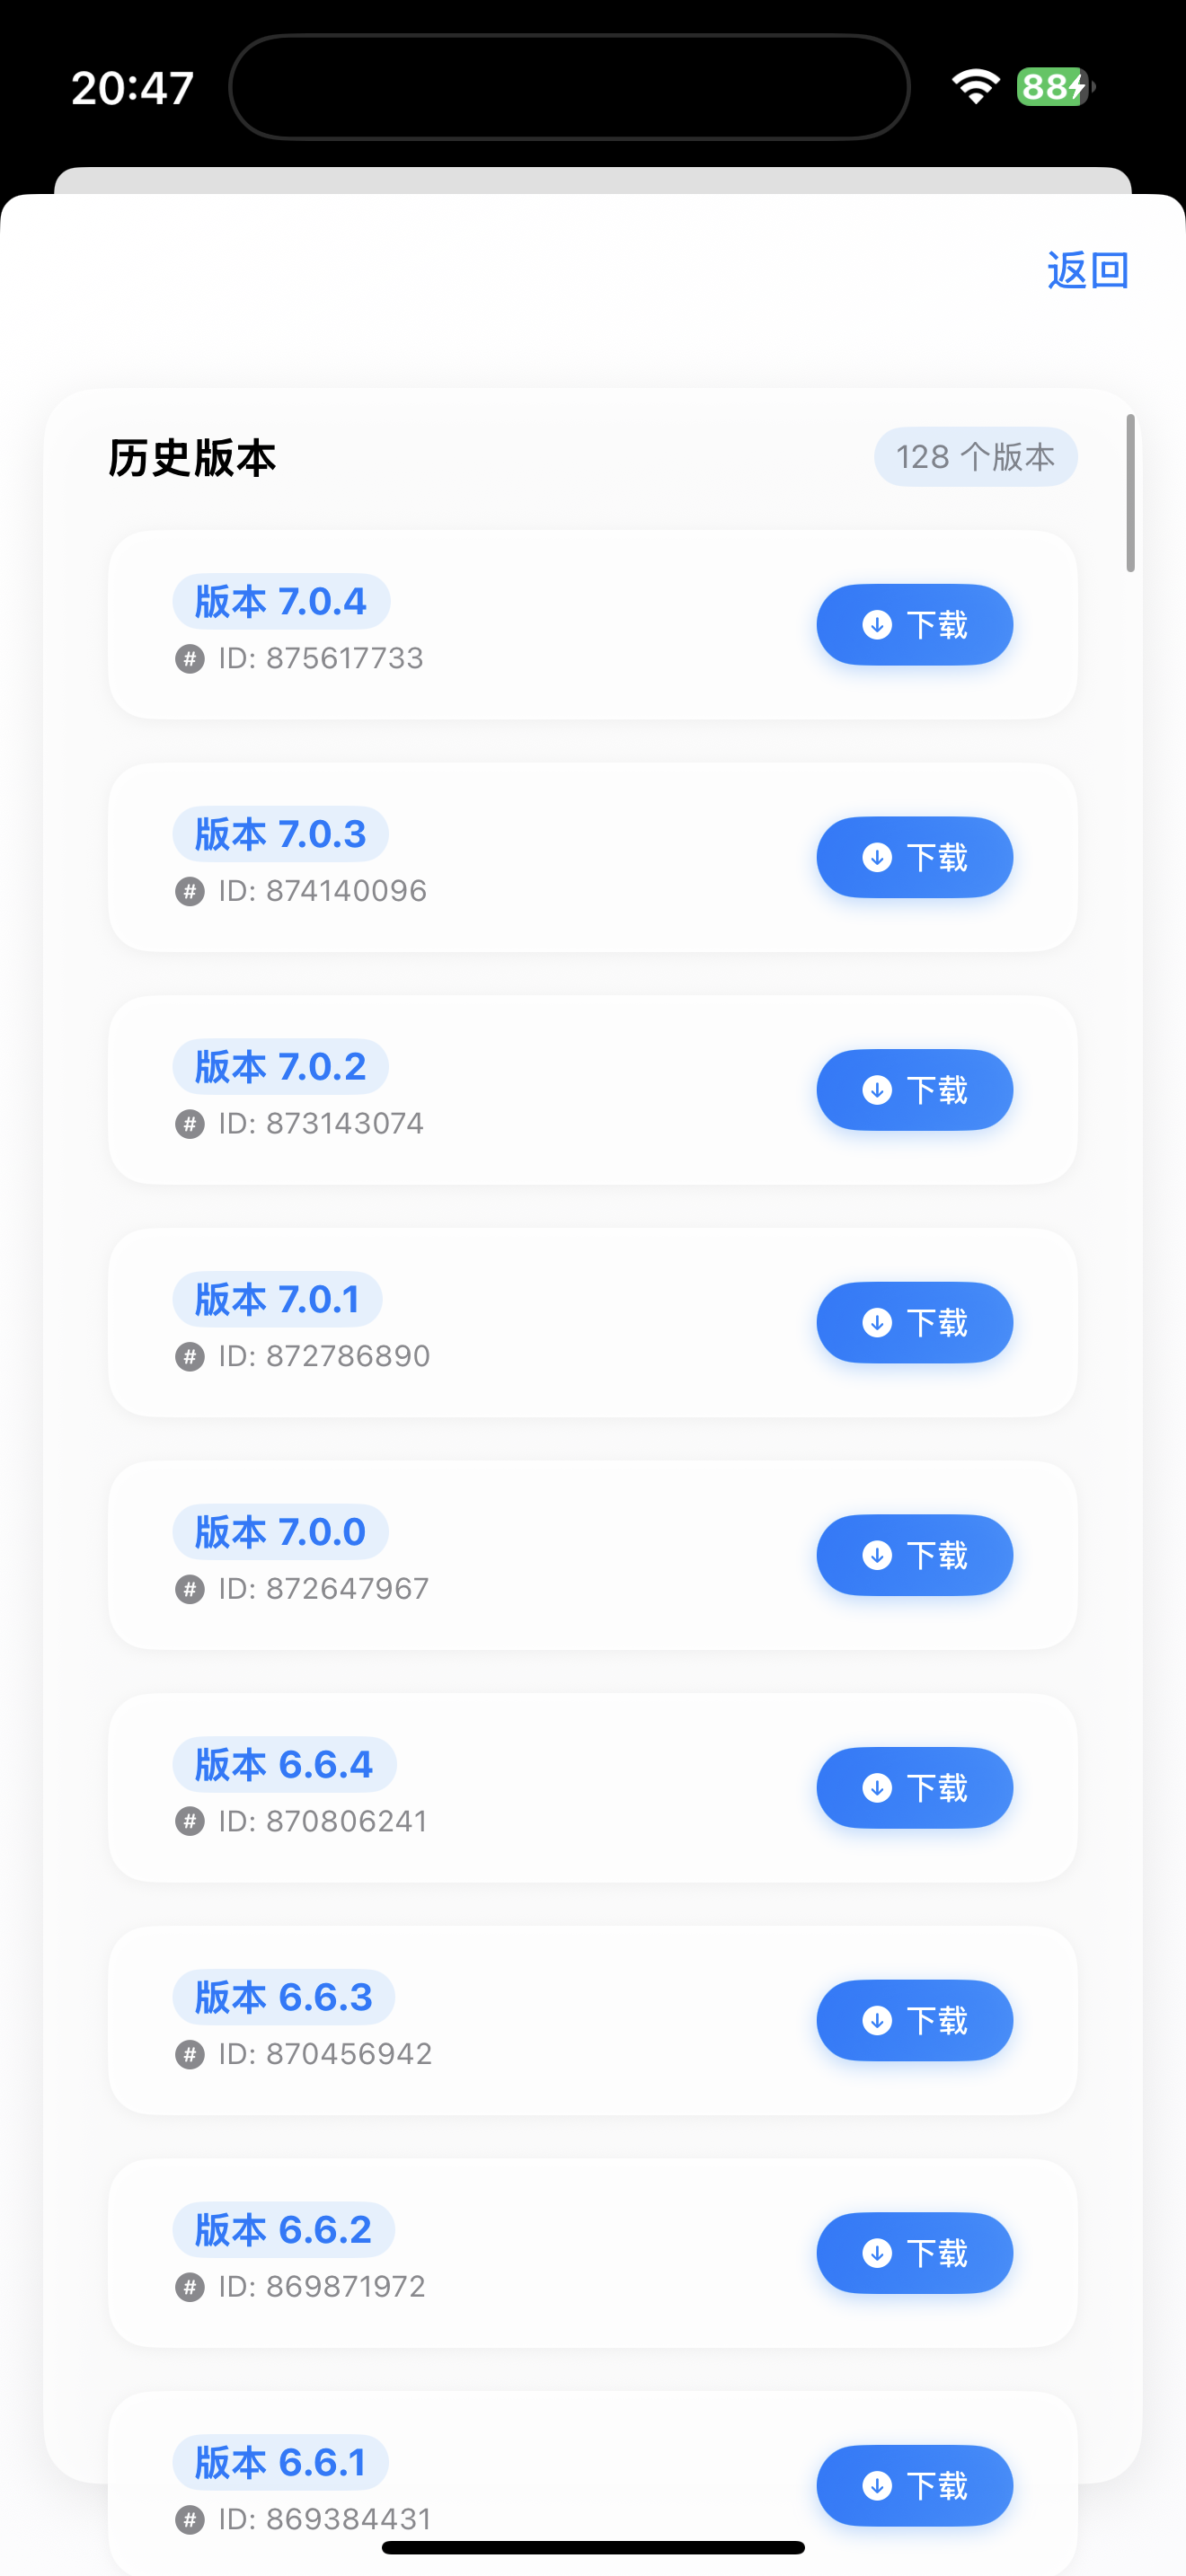 20:47
88
返回
历史版本
128 个版本
版本 7.0.4
# ID: 875617733
下载
版本 7.0.3
# ID: 874140096
下载
版本 7.0.2
# ID: 873143074
下载
版本 7.0.1
# ID: 872786890
下载
版本 7.0.0
# ID: 872647967
下载
版本 6.6.4
# ID: 870806241
下载
版本 6.6.3
# ID: 870456942
下载
版本 6.6.2
# ID: 869871972
下载
版本 6.6.1
# ID: 869384431
下载